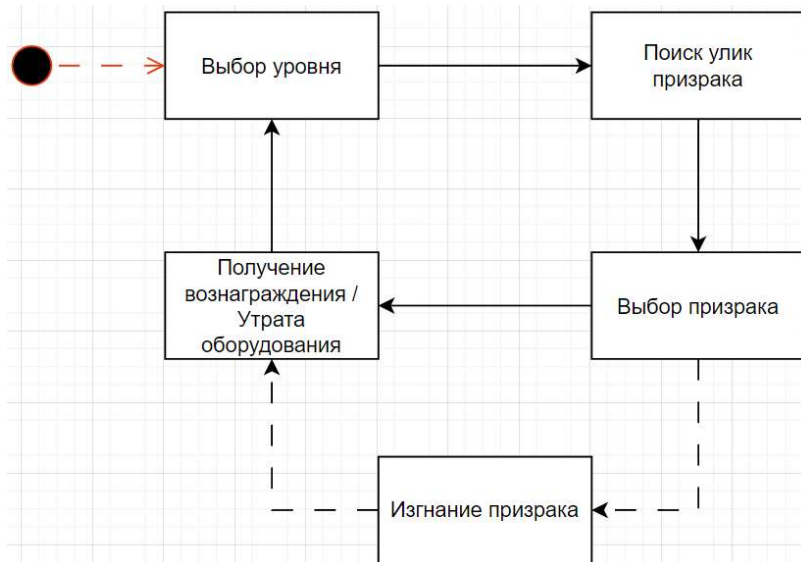 Выбор уровня
Поиск улик
призрака
Получение
вознаграждения /
Утрата
оборудования
Выбор призрака
Изгнание призрака